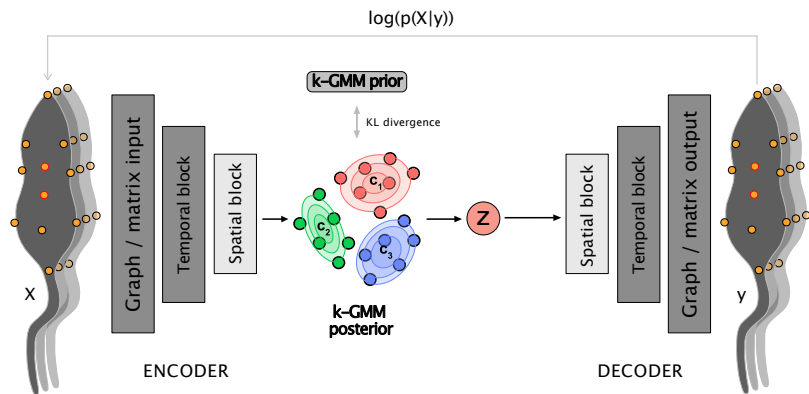 log(p(X|y))
k-GMM prior
KL divergence
Graph / matrix input
Temporal block
Spatial block
c1
c2
c3
Z
Spatial block
Temporal block
Graph / matrix output
X
y
k-GMM
posterior
ENCODER
DECODER